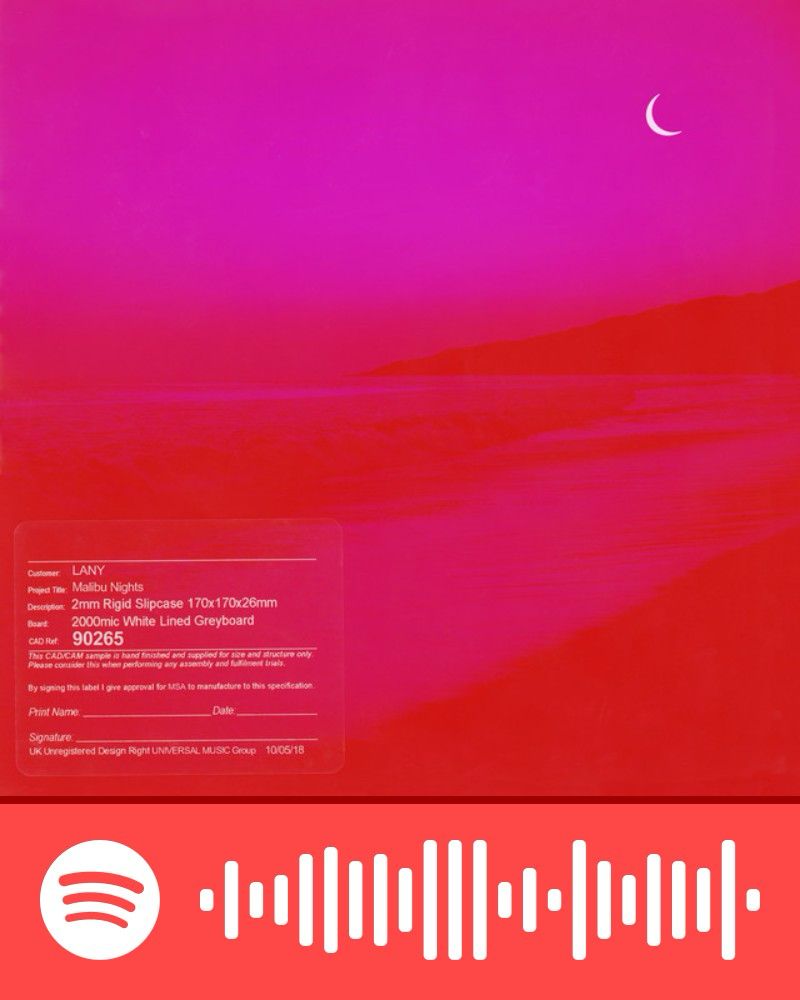 Customer: LANY
Project Title: Malibu Nights
Description: 2mm Rigid Slipcase 170x170x26mm
Board: 2000mic White Lined Greyboard
CAD Ref: 90265
This CAD/CAM sample is hand finished and supplied for size and structure only.
Please consider this when performing any assembly and fulfilment trials.
By signing this label I give approval for MSA to manufacture to this specification.
Print Name: Date:
Signature:
UK Unregistered Design Right UNIVERSAL MUSIC Group 10/05/18